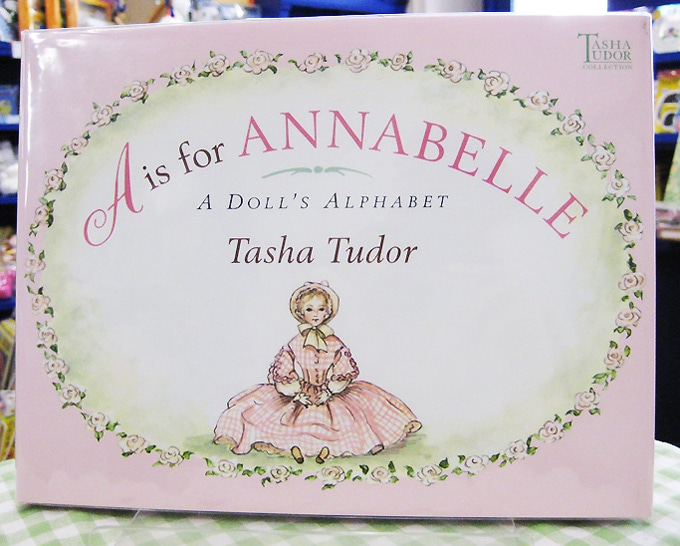 TASHA
TUDOR
COLLECTION
A is for ANNABELLE
A DOLL'S ALPHABET
Tasha Tudor